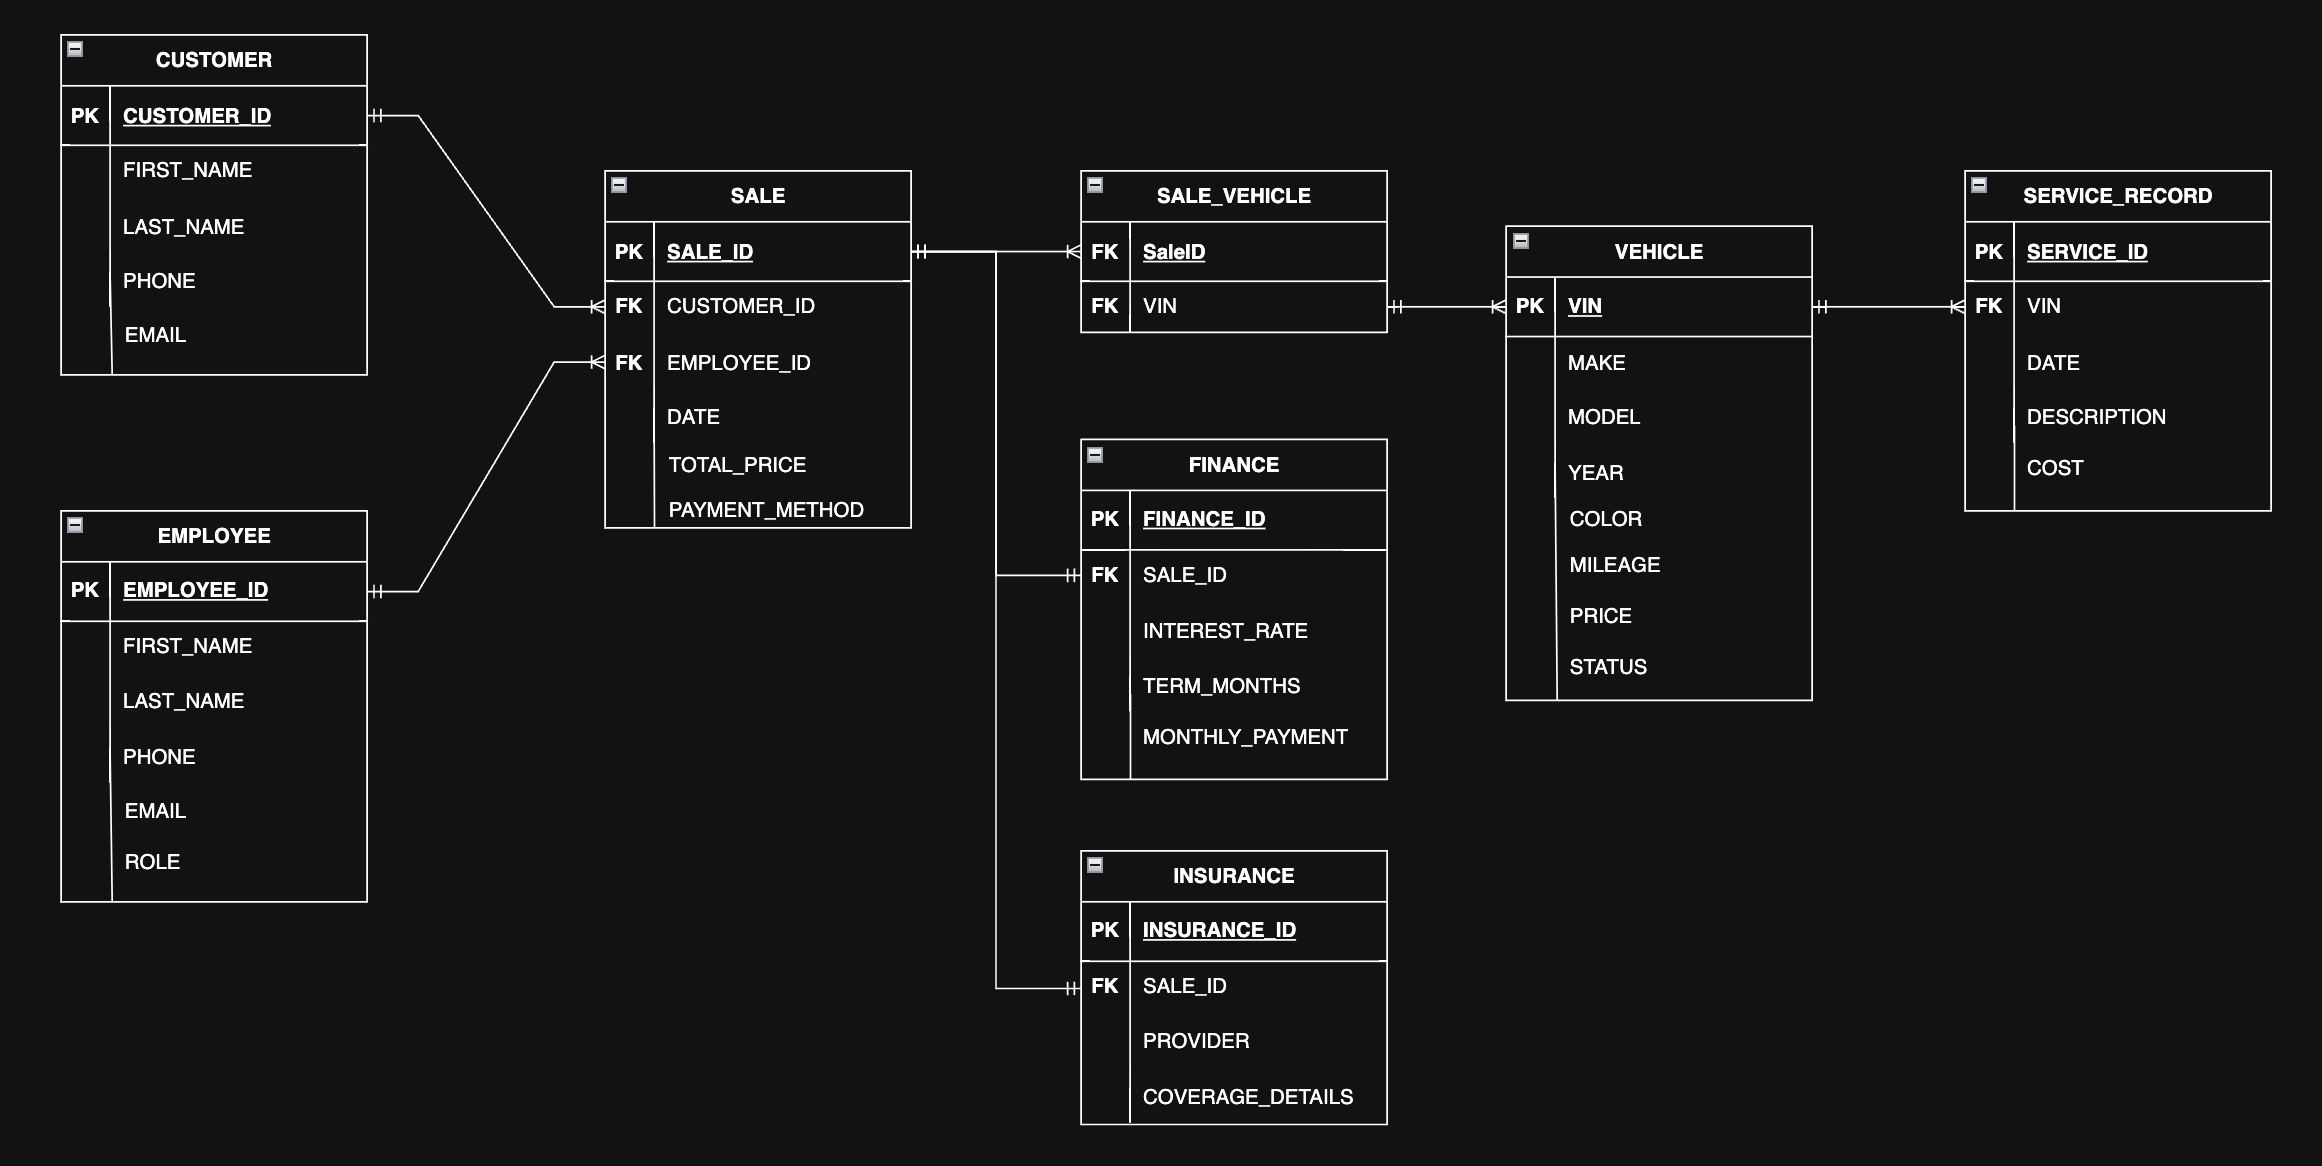 CUSTOMER
PK CUSTOMER_ID
FIRST_NAME
LAST_NAME
PHONE
EMAIL
EMPLOYEE
PK EMPLOYEE_ID
FIRST_NAME
LAST_NAME
PHONE
EMAIL
ROLE
SALE
PK SALE_ID
FK CUSTOMER_ID
FK EMPLOYEE_ID
DATE
TOTAL_PRICE
PAYMENT_METHOD
SALE_VEHICLE
FK SaleID
FK VIN
FINANCE
PK FINANCE_ID
FK SALE_ID
INTEREST_RATE
TERM_MONTHS
MONTHLY_PAYMENT
INSURANCE
PK INSURANCE_ID
FK SALE_ID
PROVIDER
COVERAGE_DETAILS
VEHICLE
PK VIN
MAKE
MODEL
YEAR
COLOR
MILEAGE
PRICE
STATUS
SERVICE_RECORD
PK SERVICE_ID
FK VIN
DATE
DESCRIPTION
COST